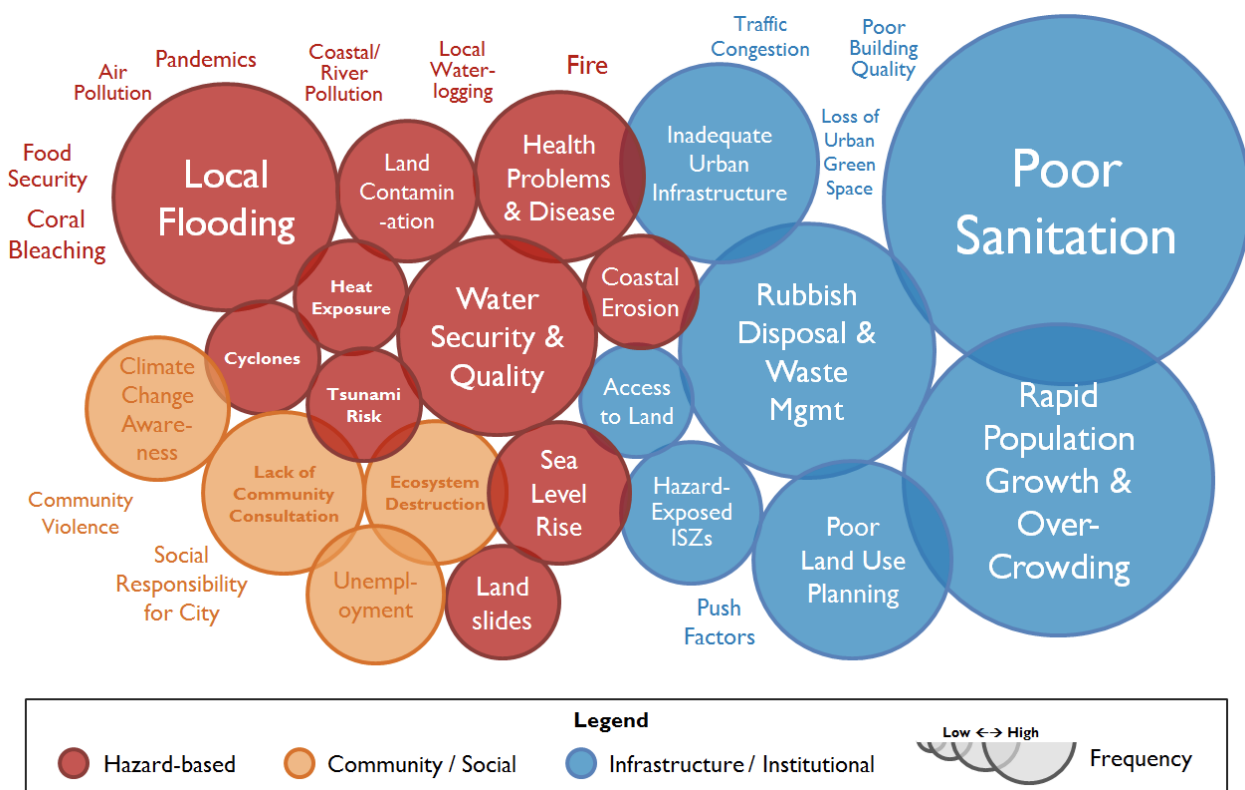 Pandemics
Air
Pollution
Coastal/
River
Pollution
Local
Water-
logging
Fire
Traffic
Congestion
Poor
Building
Quality
Loss of
Urban
Green
Space
Food
Security
Coral
Bleaching
Local
Flooding
Land
Contamin
-ation
Health
Problems
& Disease
Inadequate
Urban
Infrastructure
Poor
Sanitation
Heat
Exposure
Water
Security &
Quality
Coastal
Erosion
Rubbish
Disposal &
Waste
Mgmt
Cyclones
Climate
Change
Aware-
ness
Tsunami
Risk
Access
to Land
Rapid
Population
Growth &
Over-
Crowding
Lack of
Community
Consultation
Ecosystem
Destruction
Sea
Level
Rise
Hazard-
Exposed
ISZs
Poor
Land Use
Planning
Community
Violence
Social
Responsibility
for City
Unempl-
oyment
Land
slides
Push
Factors
Legend
Hazard-based
Community / Social
Infrastructure / Institutional
Low ←→ High
Frequency